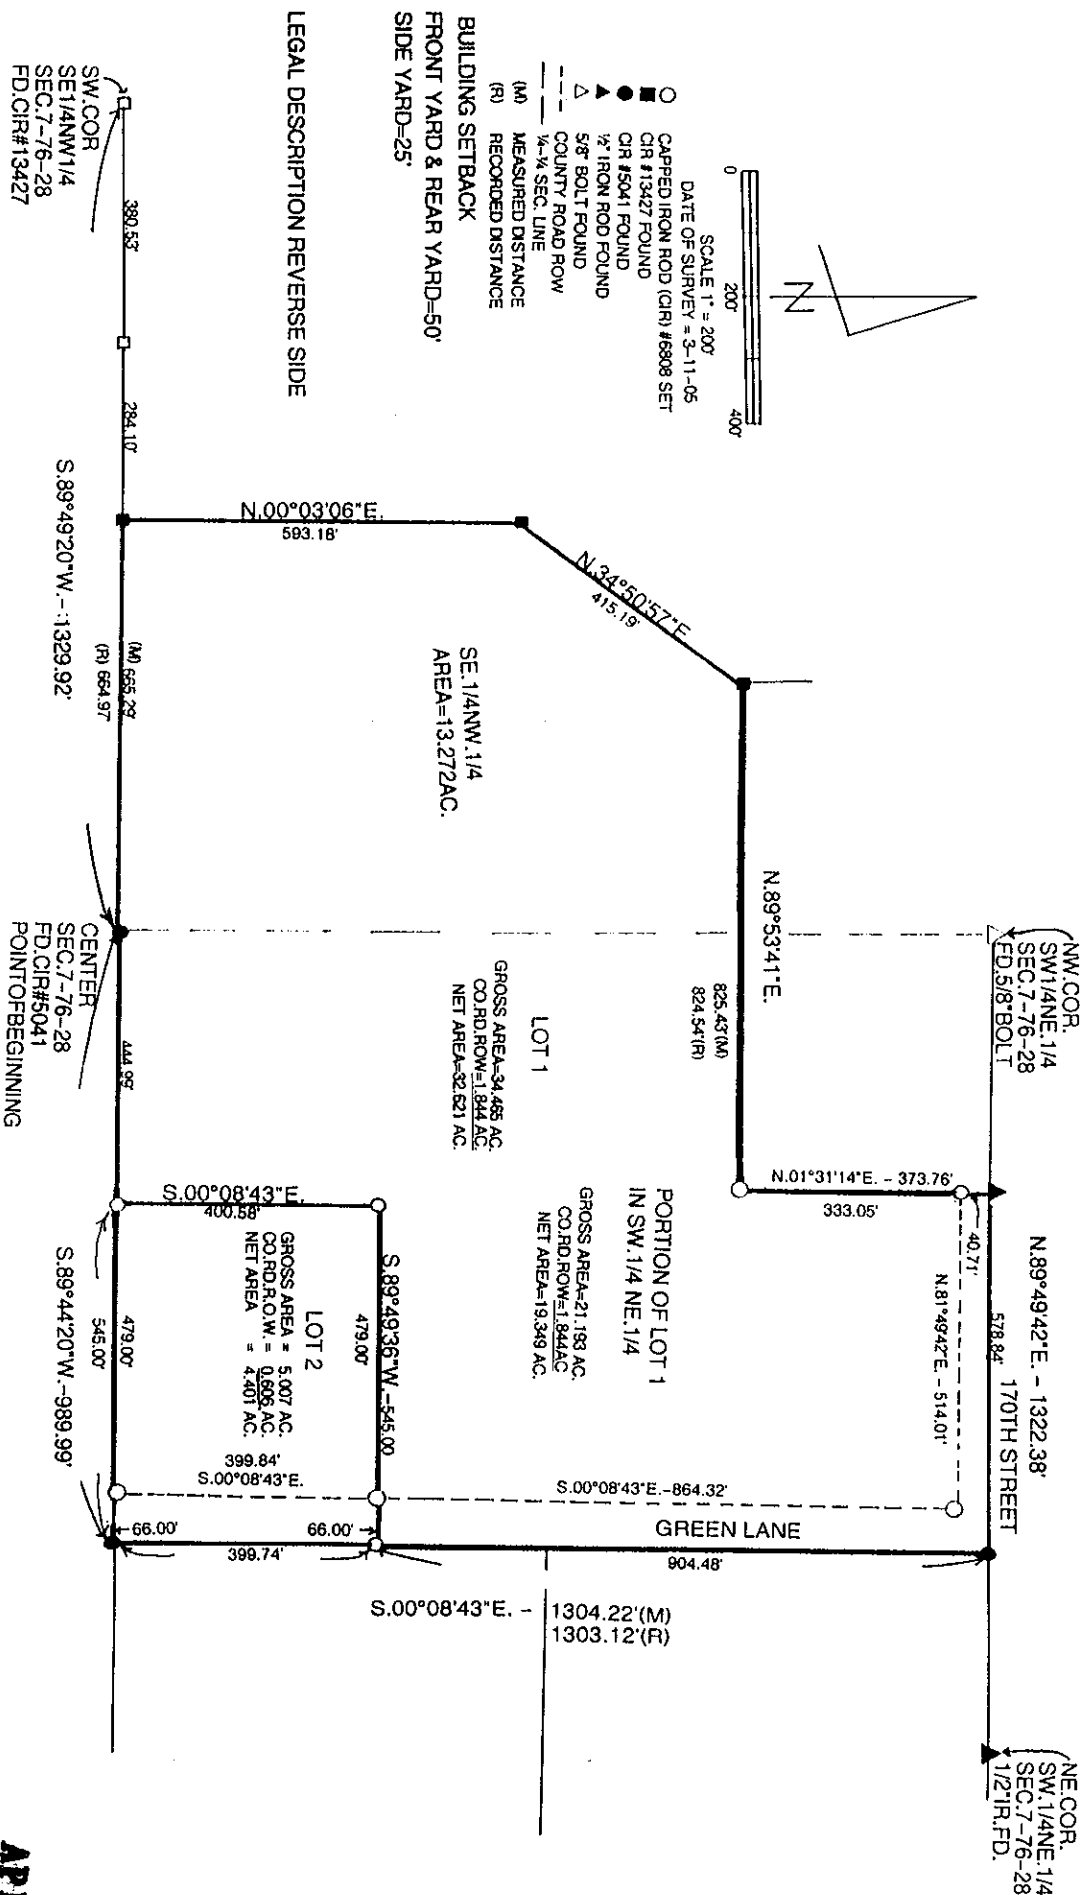 NW.COR.
SW1/4NE.1/4
SEC.7-76-28
FD.5/8"BOLT
N.89°49'42"E. - 1322.38'
578.84'
170TH STREET
NE.COR.
SW.1/4NE.1/4
SEC.7-76-28
1/2"IR.FD.
N
0
200'
400'
SCALE 1" = 200'
DATE OF SURVEY = 3-11-05
CAPPED IRON ROD (CIR) #6808 SET
CIR #13427 FOUND
CIR #5041 FOUND
½" IRON ROD FOUND
5/8" BOLT FOUND
COUNTY ROAD ROW
¼-¼ SEC. LINE
(M) MEASURED DISTANCE
(R) RECORDED DISTANCE
BUILDING SETBACK
FRONT YARD & REAR YARD=50'
SIDE YARD=25'
LEGAL DESCRIPTION REVERSE SIDE
N.01°31'14"E. - 373.76'
333.05'
40.71'
N.81°49'42"E. - 514.01'
N.89°53'41"E.
825.43'(M)
824.54'(R)
N.34°50'57"E
415.19'
N.00°03'06"E.
593.18'
SE.1/4NW.1/4
AREA=13.272AC.
LOT 1
GROSS AREA=34.465 AC.
CO.RD.ROW=1.844 AC.
NET AREA=32.621 AC.
PORTION OF LOT 1
IN SW.1/4 NE.1/4
GROSS AREA=21.193 AC.
CO.RD.ROW=1.844AC
NET AREA=19.349 AC.
S.00°08'43"E.-864.32'
GREEN LANE
904.48'
S.00°08'43"E. -
1304.22'(M)
1303.12'(R)
S.89°49'36"W.-545.00
479.00'
S.00°08'43"E.
400.58'
LOT 2
GROSS AREA = 5.007 AC.
CO.RD.R.O.W. = 0.606 AC.
NET AREA = 4.401 AC.
399.84'
S.00°08'43"E.
66.00'
66.00'
399.74'
380.53'
284.10'
(M) 665.29'
(R) 664.97'
444.99'
479.00'
545.00'
S.89°49'20"W.-1329.92'
S.89°44'20"W.-989.99'
SW.COR
SE1/4NW1/4
SEC.7-76-28
FD.CIR#13427
CENTER
SEC.7-76-28
FD.CIR#5041
POINTOFBEGINNING